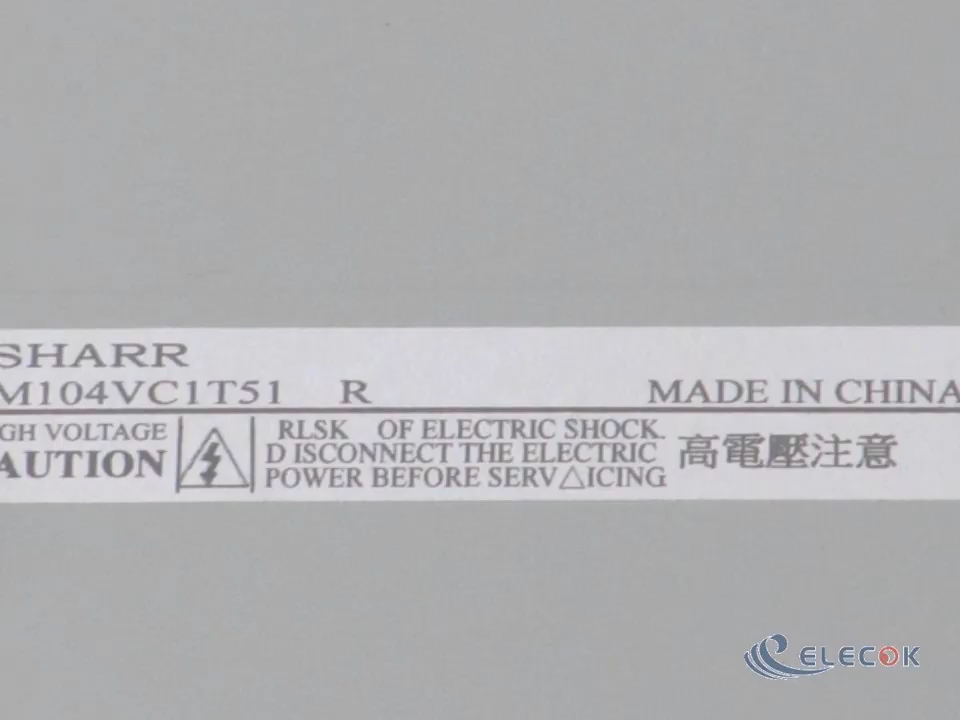 SHARR
M104VC1T51 R MADE IN CHINA
GH VOLTAGE
AUTION
RLSK OF ELECTRIC SHOCK.
D ISCONNECT THE ELECTRIC
POWER BEFORE SERV△ICING
高電壓注意
ELECOK